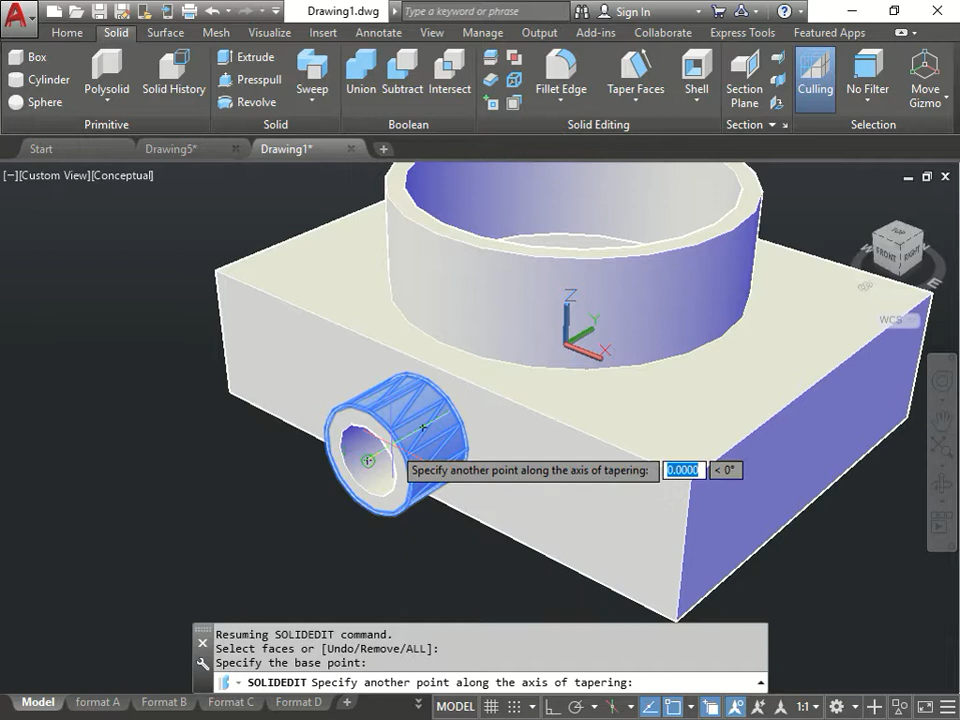 Drawing1.dwg
Type a keyword or phrase
Sign In
Home Solid Surface Mesh Visualize Insert Annotate View Manage Output Add-ins Collaborate Express Tools Featured Apps
Box
Cylinder
Sphere
Polysolid
Solid History
Extrude
Presspull
Revolve
Sweep
Union Subtract Intersect
Fillet Edge
Taper Faces
Shell
Section
Plane
Culling
No Filter
Move
Gizmo
Primitive Solid Boolean Solid Editing Section Selection
Start Drawing5* Drawing1*
[−][Custom View][Conceptual]
TOP
FRONT RIGHT
E
WCS
Z
Y
X
Specify another point along the axis of tapering: 0.0000 < 0°
Resuming SOLIDEDIT command.
Select faces or [Undo/Remove/ALL]:
Specify the base point:
SOLIDEDIT Specify another point along the axis of tapering:
Model format A Format B Format C Format D MODEL 1:1